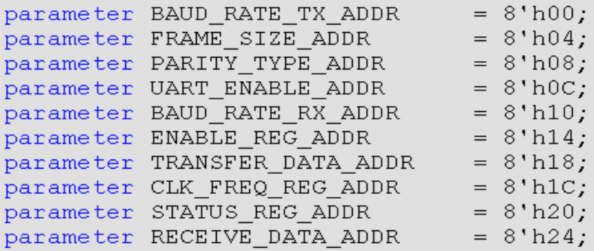 parameter BAUD_RATE_TX_ADDR = 8'h00;
parameter FRAME_SIZE_ADDR = 8'h04;
parameter PARITY_TYPE_ADDR = 8'h08;
parameter UART_ENABLE_ADDR = 8'h0C;
parameter BAUD_RATE_RX_ADDR = 8'h10;
parameter ENABLE_REG_ADDR = 8'h14;
parameter TRANSFER_DATA_ADDR = 8'h18;
parameter CLK_FREQ_REG_ADDR = 8'h1C;
parameter STATUS_REG_ADDR = 8'h20;
parameter RECEIVE_DATA_ADDR = 8'h24;